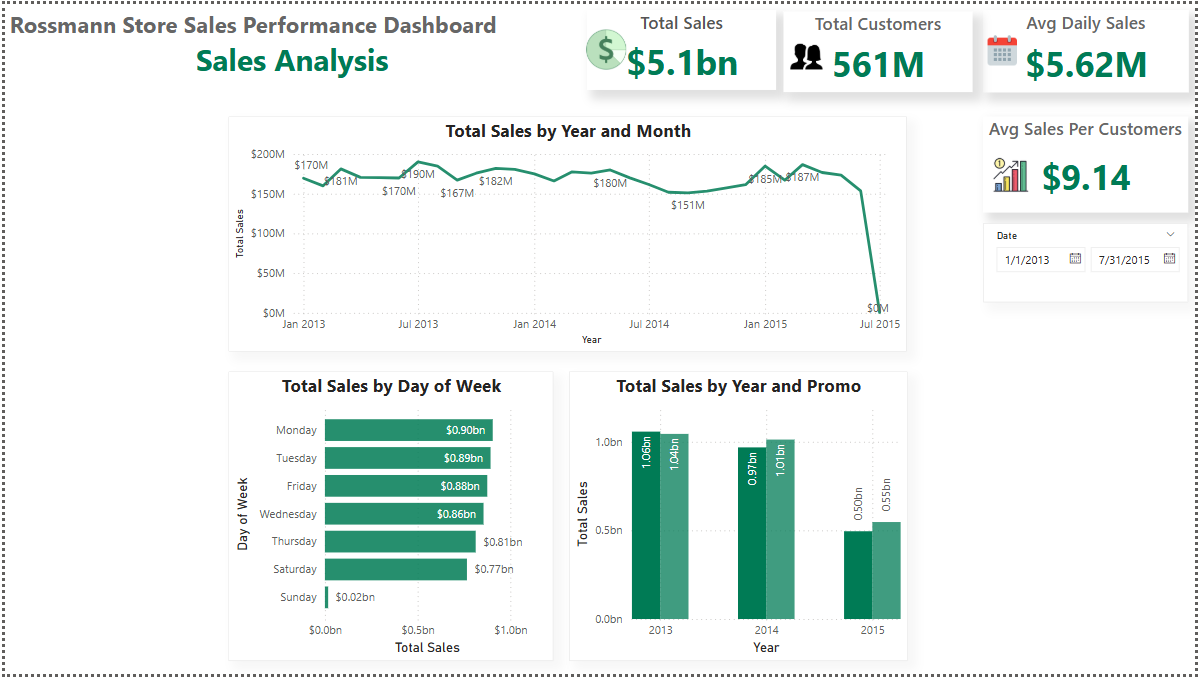 Rossmann Store Sales Performance Dashboard
Sales Analysis
Total Sales
$5.1bn
Total Customers
561M
Avg Daily Sales
$5.62M
Avg Sales Per Customers
$9.14
Date
1/1/2013
7/31/2015
Total Sales by Year and Month
Total Sales
$200M
$150M
$100M
$50M
$0M
$170M
$181M
$170M
$190M
$167M
$182M
$180M
$151M
$185M
$187M
$0M
Jan 2013
Jul 2013
Jan 2014
Jul 2014
Jan 2015
Jul 2015
Year
Total Sales by Day of Week
Day of Week
Monday $0.90bn
Tuesday $0.89bn
Friday $0.88bn
Wednesday $0.86bn
Thursday $0.81bn
Saturday $0.77bn
Sunday $0.02bn
$0.0bn $0.5bn $1.0bn
Total Sales
Total Sales by Year and Promo
Total Sales
1.0bn
0.5bn
0.0bn
1.06bn
1.04bn
0.97bn
1.01bn
0.50bn
0.55bn
2013 2014 2015
Year